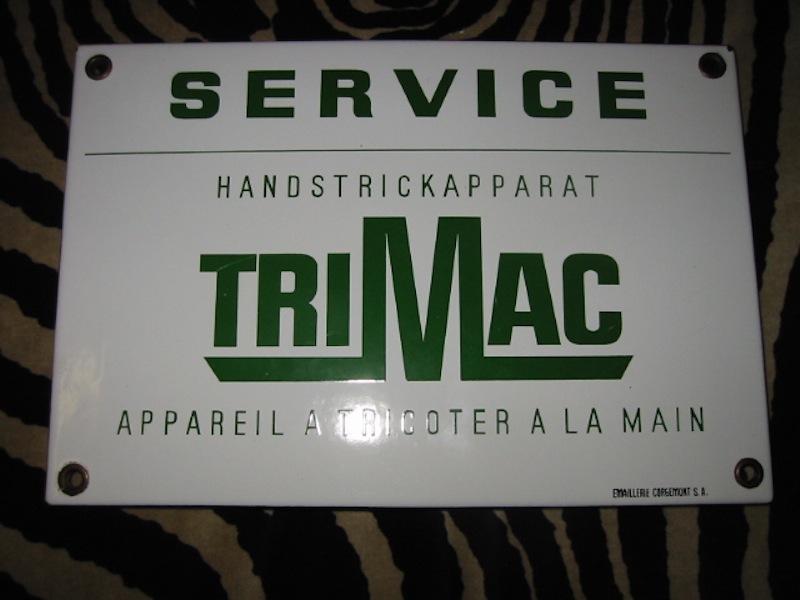 SERVICE
HANDSTRICKAPPARAT
TRIMAC
APPAREIL A TRICOTER A LA MAIN
EMAILLERIE CORGEMONT S.A.